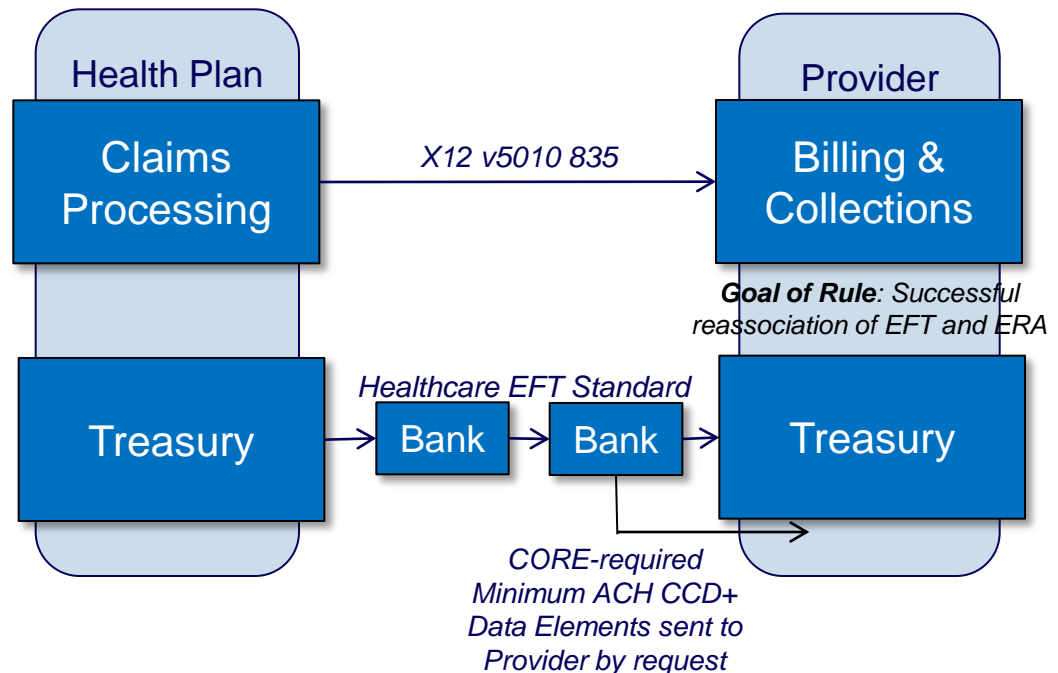 Health Plan
Provider
Claims
Processing
X12 v5010 835
Billing &
Collections
Goal of Rule: Successful
reassociation of EFT and ERA
Healthcare EFT Standard
Treasury
Bank
Bank
Treasury
CORE-required
Minimum ACH CCD+
Data Elements sent to
Provider by request